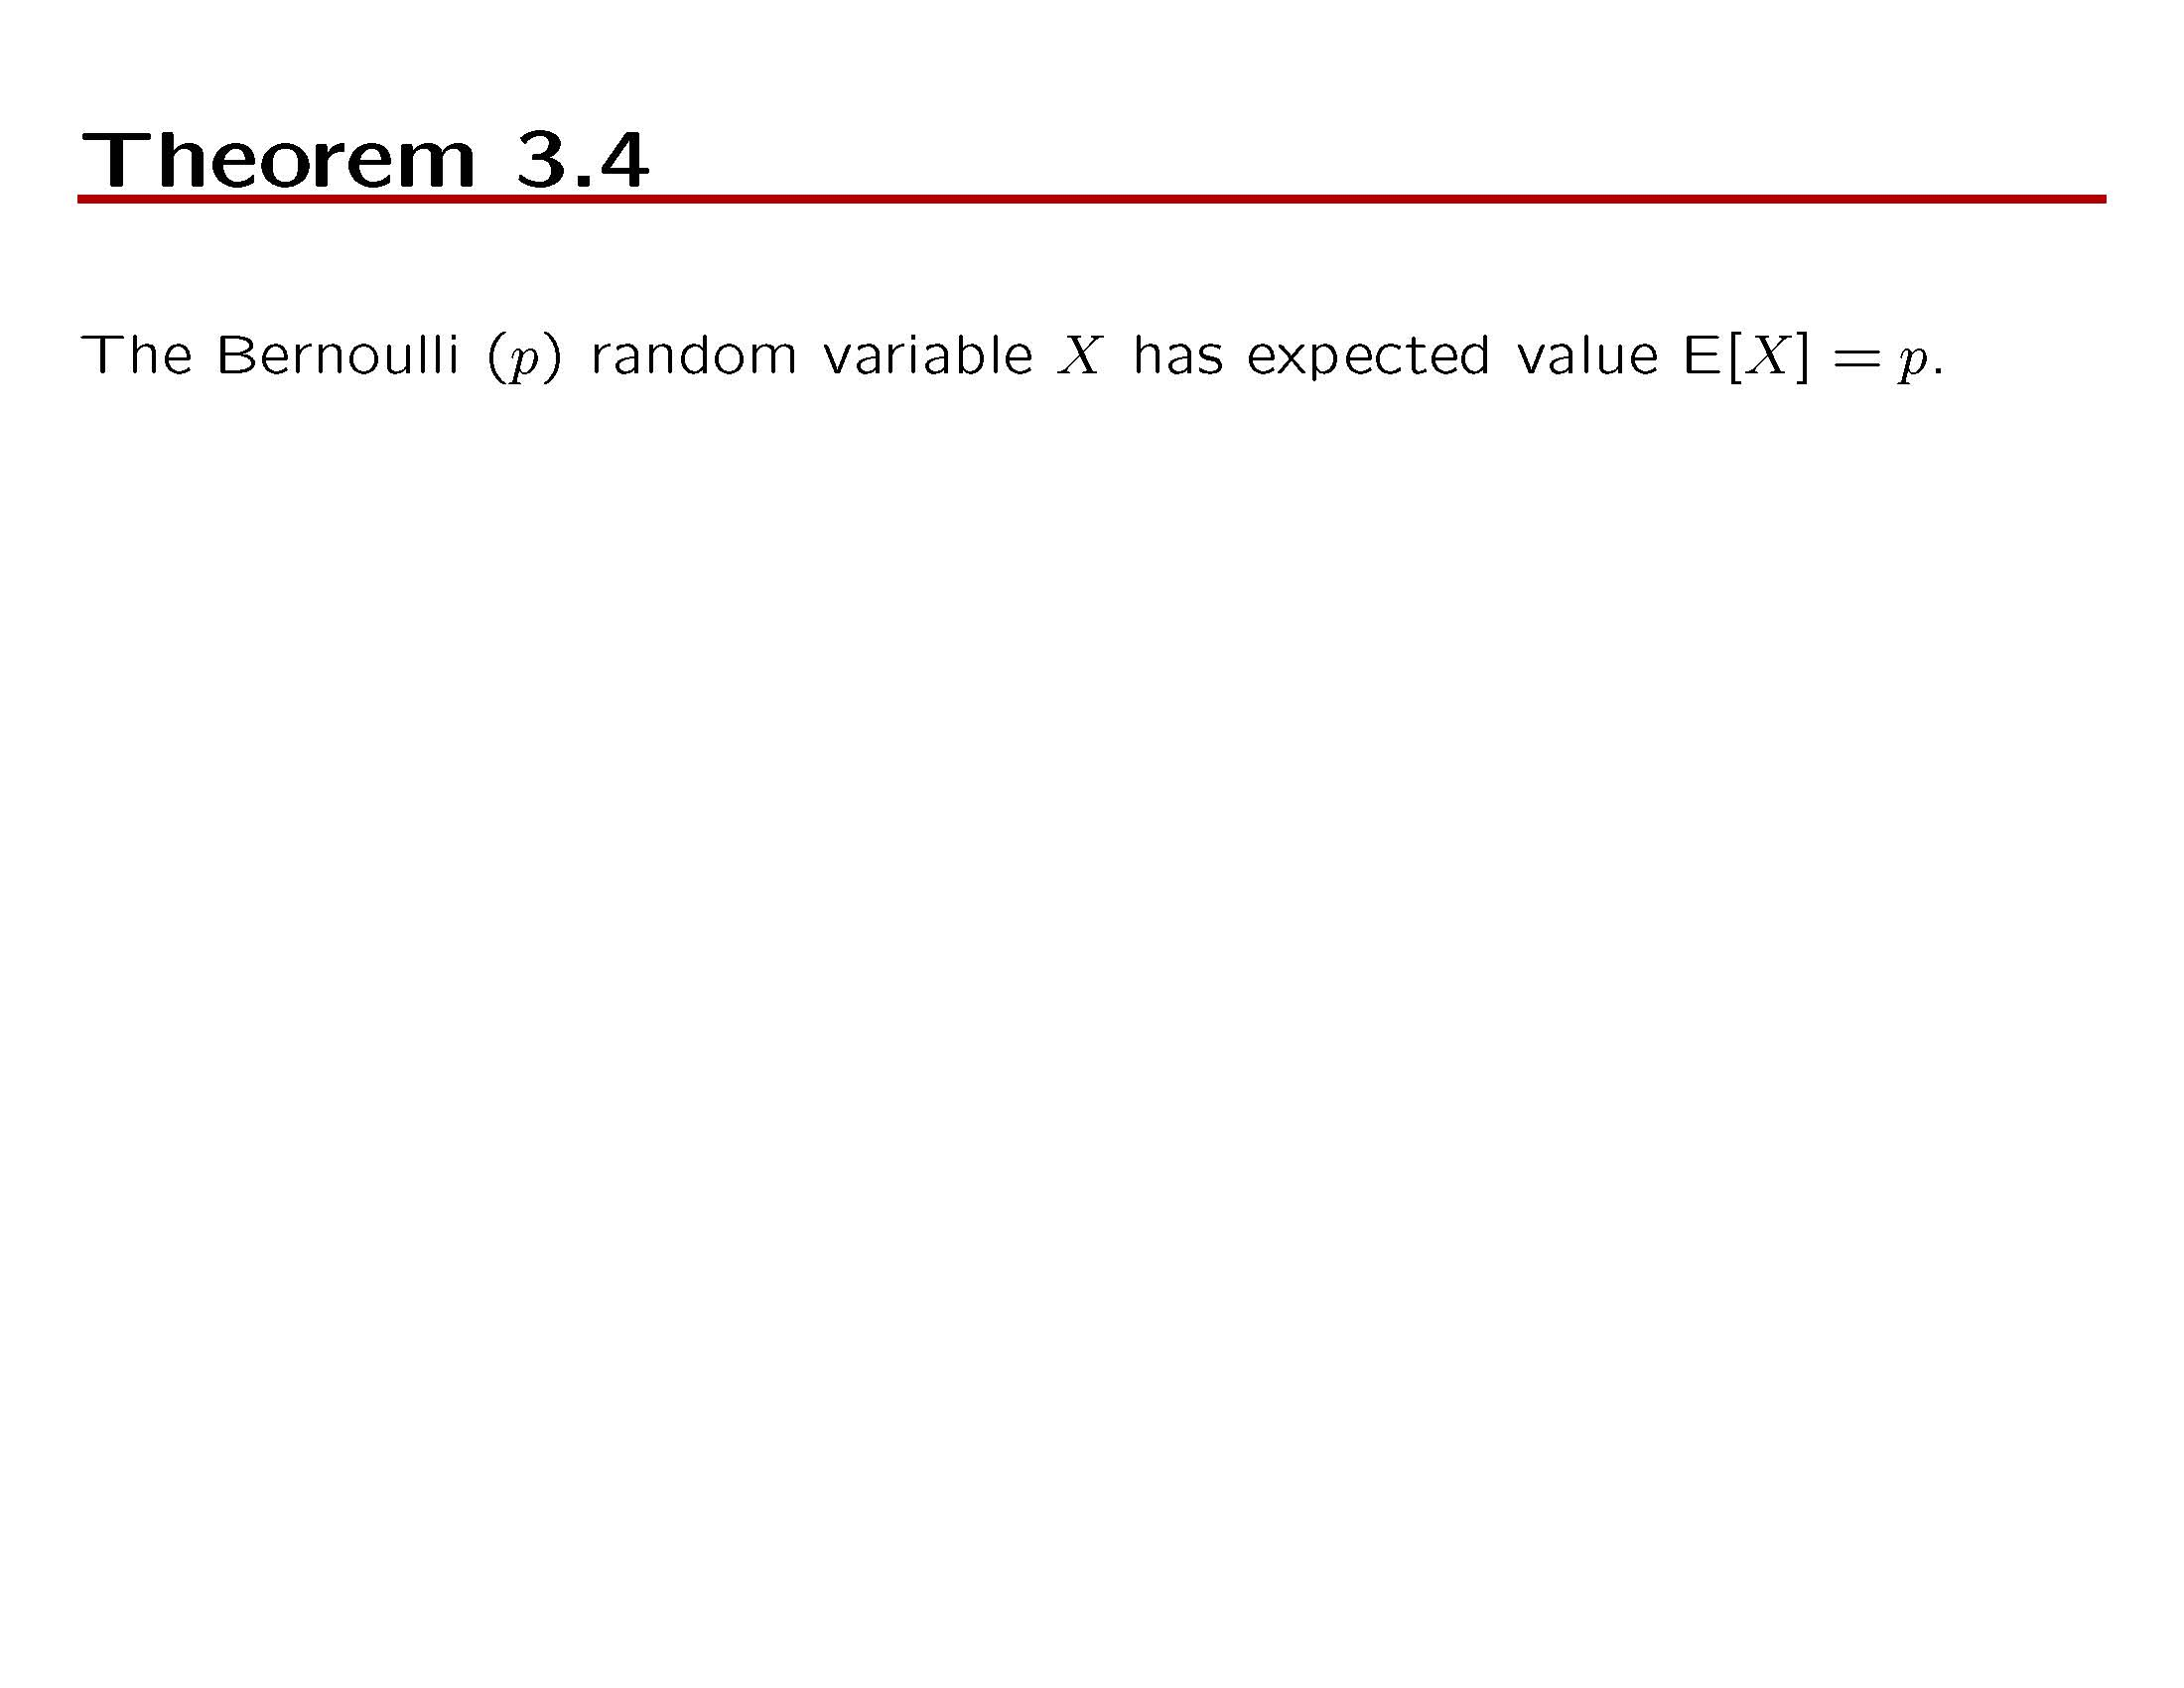 Theorem 3.4
The Bernoulli (p) random variable X has expected value E[X] = p.